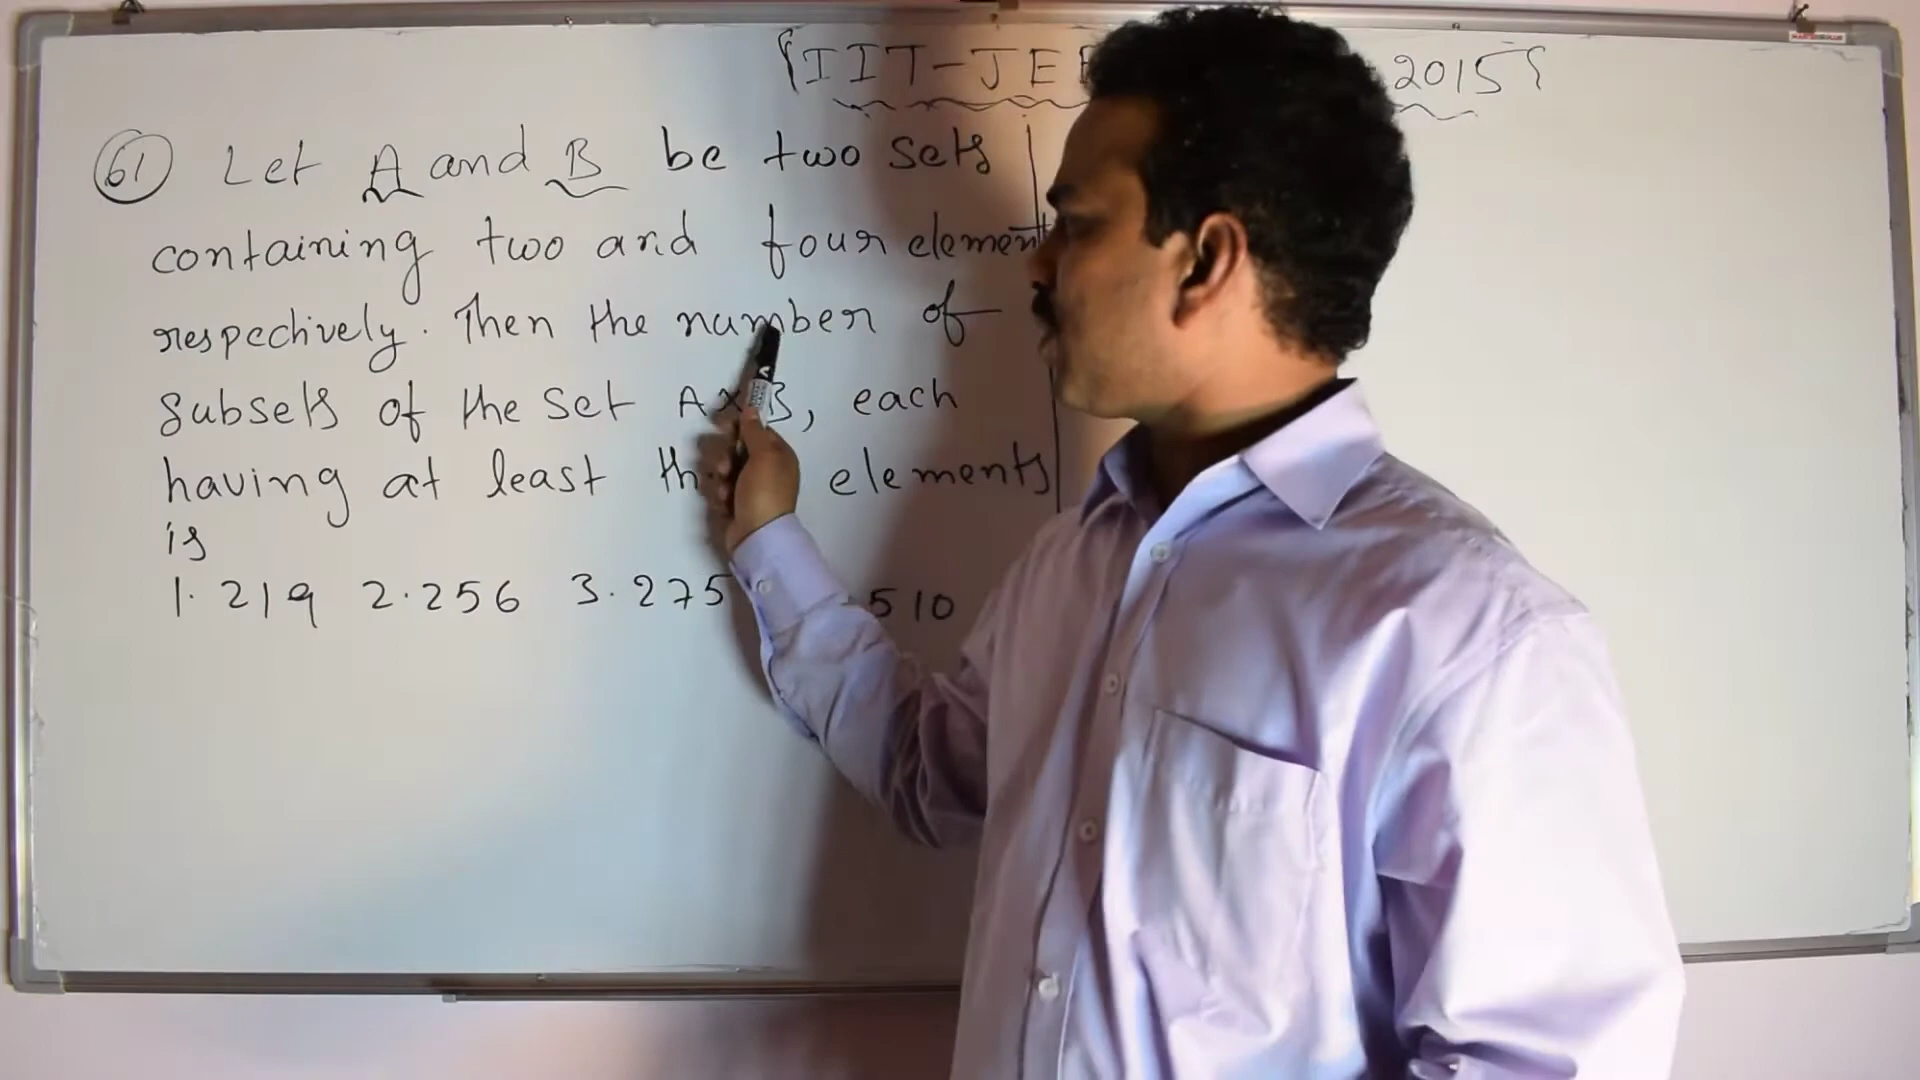 {IIT-JEE 2015}
61 Let A and B be two sets
containing two and four element
respectively. Then the number of
subsets of the set A×B, each
having at least elements
is
1. 219 2. 256 3. 275 510